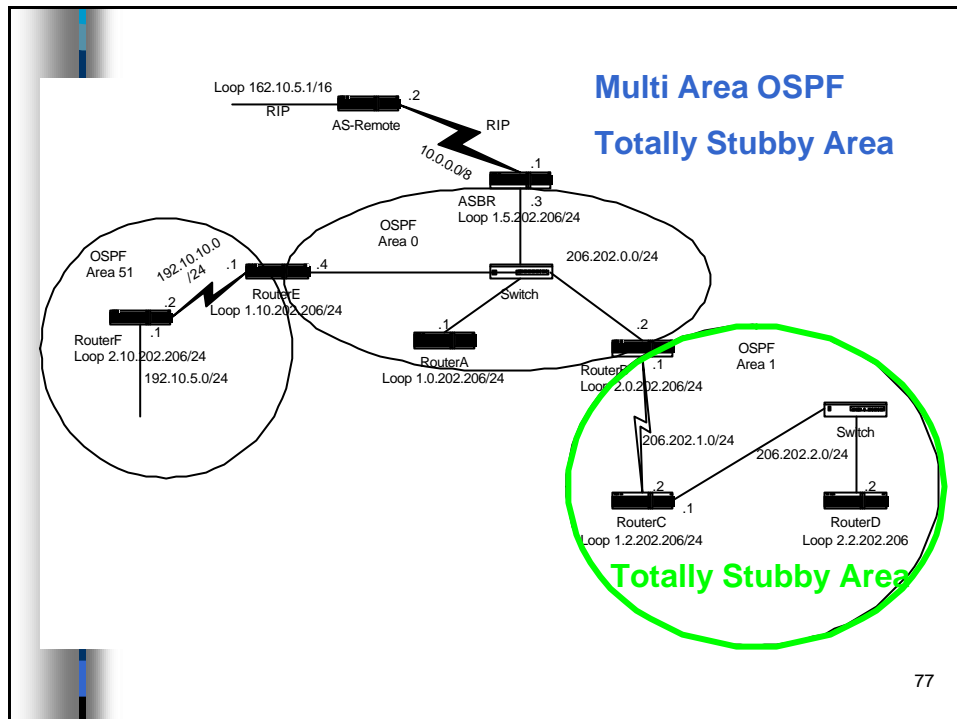 Multi Area OSPF
Totally Stubby Area
Loop 162.10.5.1/16
RIP
AS-Remote
.2
RIP
10.0.0.0/8
.1
ASBR
.3
Loop 1.5.202.206/24
OSPF
Area 0
206.202.0.0/24
OSPF
Area 51
192.10.10.0
/24
.1
.4
RouterE
Loop 1.10.202.206/24
Switch
.2
.1
RouterF
Loop 2.10.202.206/24
192.10.5.0/24
.1
RouterA
Loop 1.0.202.206/24
.2
.1
Loop 2.0.202.206/24
OSPF
Area 1
206.202.1.0/24
Switch
206.202.2.0/24
.2
.1
RouterC
Loop 1.2.202.206/24
.2
RouterD
Loop 2.2.202.206
Totally Stubby Area
77